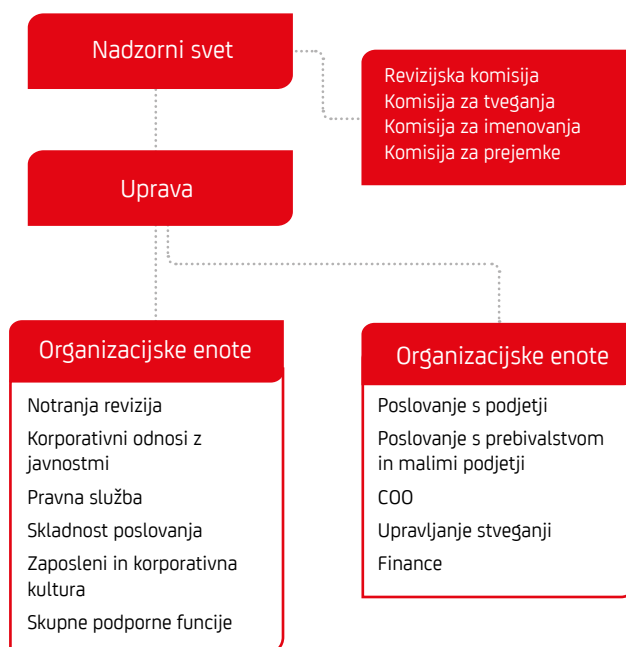 Nadzorni svet
Revizijska komisija
Komisija za tveganja
Komisija za imenovanja
Komisija za prejemke
Uprava
Organizacijske enote
Notranja revizija
Korporativni odnosi z
javnostmi
Pravna služba
Skladnost poslovanja
Zaposleni in korporativna
kultura
Skupne podporne funcije
Organizacijske enote
Poslovanje s podjetji
Poslovanje s prebivalstvom
in malimi podjetji
COO
Upravljanje stveganji
Finance